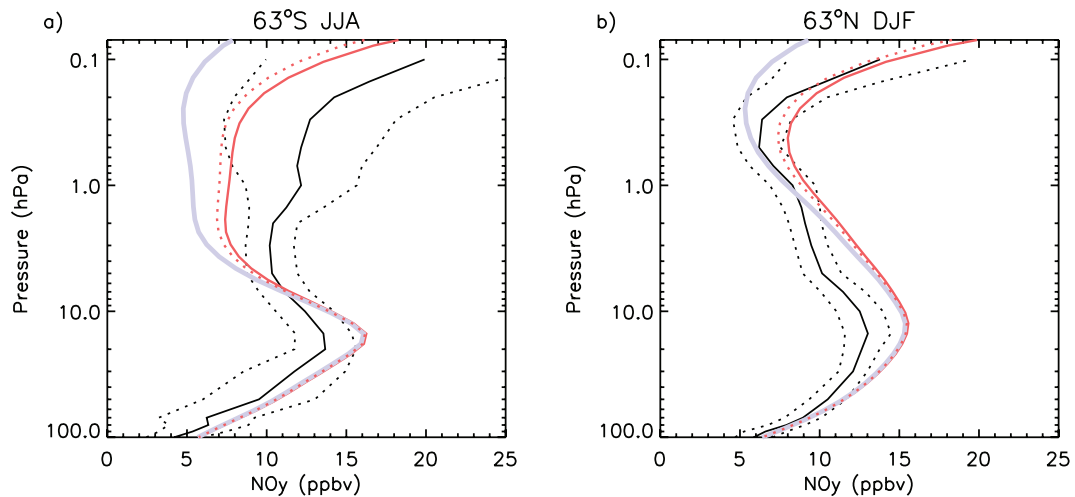 a)
63°S JJA
0.1
1.0
10.0
100.0
Pressure (hPa)
0 5 10 15 20 25
NOy (ppbv)
b)
63°N DJF
0.1
1.0
10.0
100.0
Pressure (hPa)
0 5 10 15 20 25
NOy (ppbv)